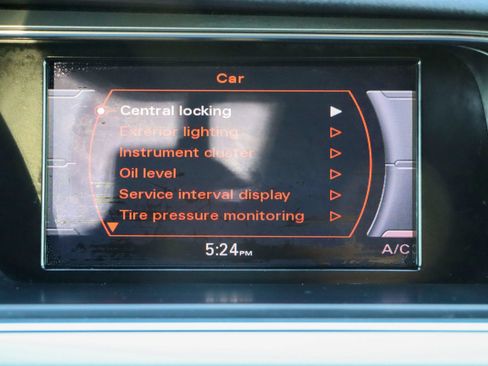 Car
Central locking
Exterior lighting
Instrument cluster
Oil level
Service interval display
Tire pressure monitoring
5:24PM
A/C